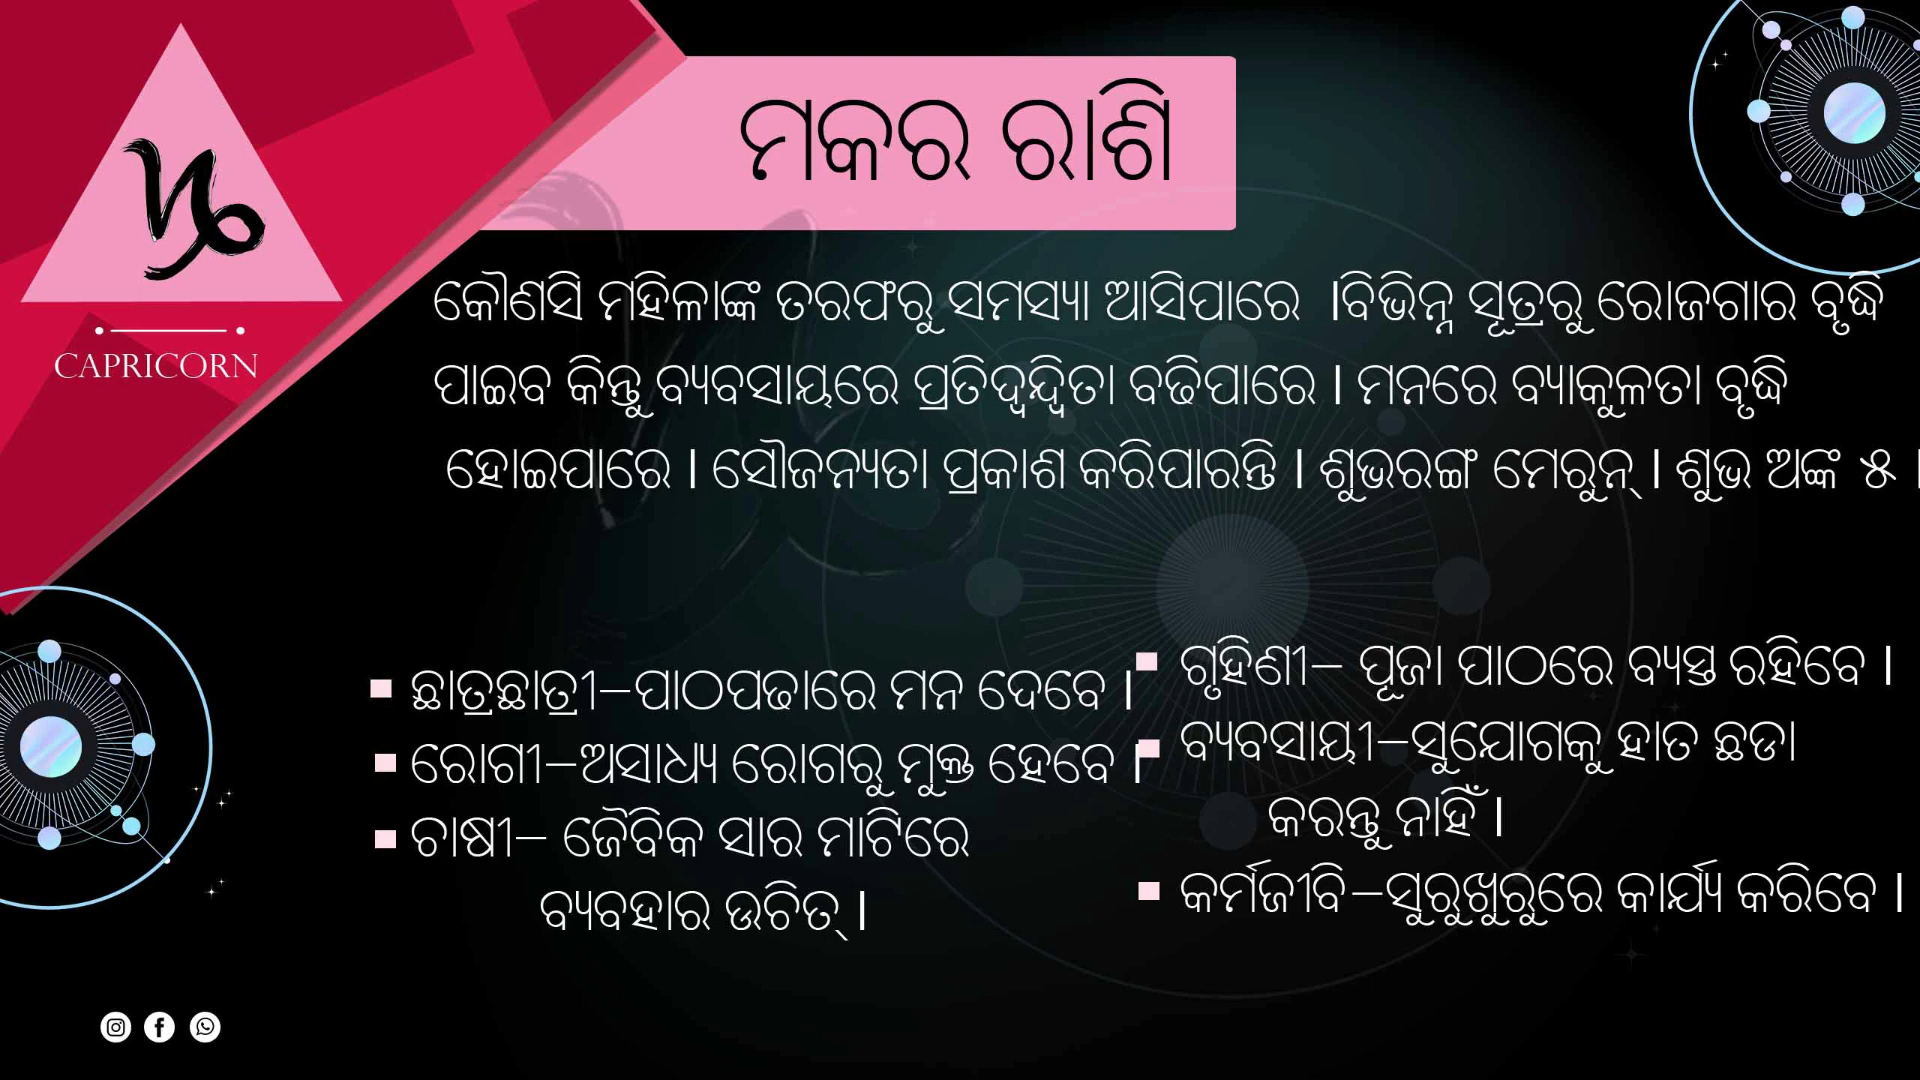 ମକର ରାଶି
CAPRICORN
କୌଣସି ମହିଳାଙ୍କ ତରଫରୁ ସମସ୍ୟା ଆସିପାରେ ।ବିଭିନ୍ନ ସୂତ୍ରରୁ ରୋଜଗାର ବୃଦ୍ଧି
ପାଇବ କିନ୍ତୁ ବ୍ୟବସାୟରେ ପ୍ରତିଦ୍ୱନ୍ଦ୍ୱିତା ବଢିପାରେ । ମନରେ ବ୍ୟାକୁଳତା ବୃଦ୍ଧି
ହୋଇପାରେ । ସୌଜନ୍ୟତା ପ୍ରକାଶ କରିପାରନ୍ତି । ଶୁଭରଙ୍ଗ ମେରୁନ୍ । ଶୁଭ ଅଙ୍କ ୫ ।
ଛାତ୍ରଛାତ୍ରୀ–ପାଠପଢାରେ ମନ ଦେବେ ।
ରୋଗୀ–ଅସାଧ୍ୟ ରୋଗରୁ ମୁକ୍ତ ହେବେ ।
ଚାଷୀ– ଜୈବିକ ସାର ମାଟିରେ
ବ୍ୟବହାର ଉଚିତ୍ ।
ଗୃହିଣୀ– ପୂଜା ପାଠରେ ବ୍ୟସ୍ତ ରହିବେ ।
ବ୍ୟବସାୟୀ–ସୁଯୋଗକୁ ହାତ ଛଡା
କରନ୍ତୁ ନାହିଁ ।
କର୍ମଜୀବି–ସୁରୁଖୁରୁରେ କାର୍ଯ୍ୟ କରିବେ ।